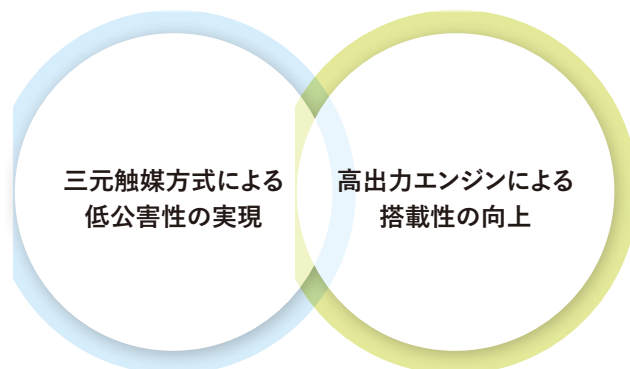 三元触媒方式による
低公害性の実現
高出力エンジンによる
搭載性の向上